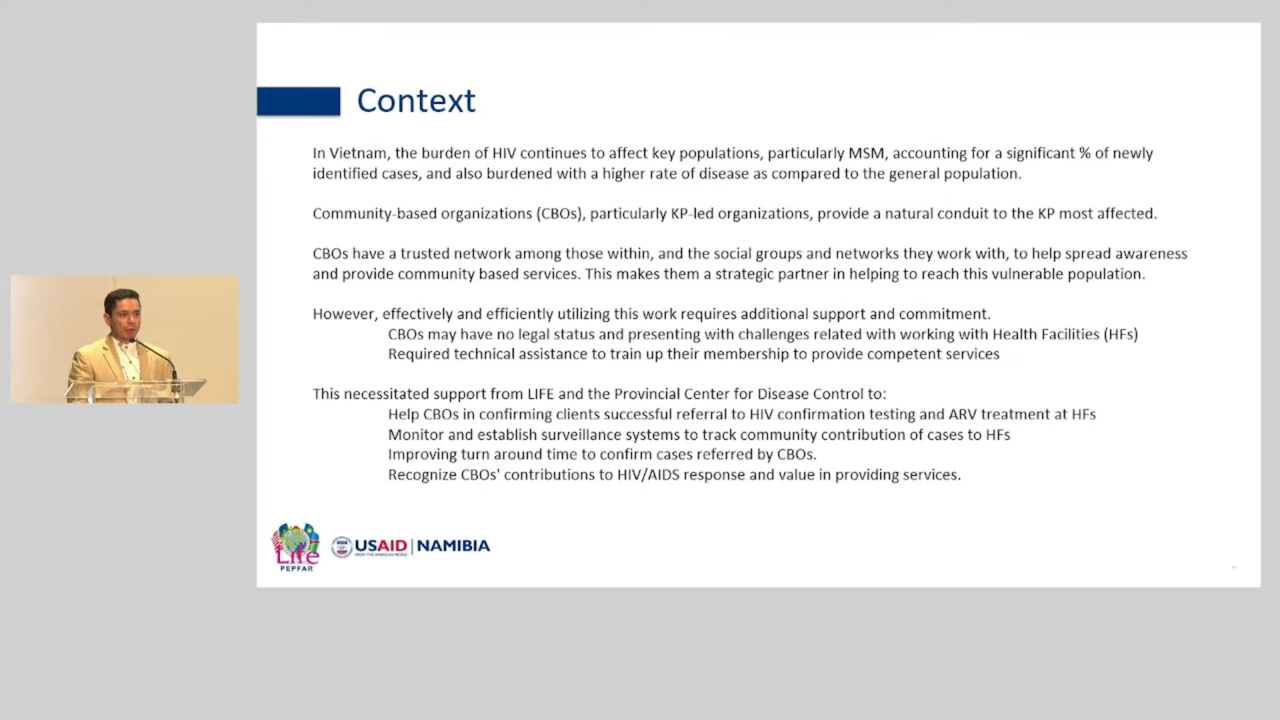 Context
In Vietnam, the burden of HIV continues to affect key populations, particularly MSM, accounting for a significant % of newly
identified cases, and also burdened with a higher rate of disease as compared to the general population.
Community-based organizations (CBOs), particularly KP-led organizations, provide a natural conduit to the KP most affected.
CBOs have a trusted network among those within, and the social groups and networks they work with, to help spread awareness
and provide community based services. This makes them a strategic partner in helping to reach this vulnerable population.
However, effectively and efficiently utilizing this work requires additional support and commitment.
CBOs may have no legal status and presenting with challenges related with working with Health Facilities (HFs)
Required technical assistance to train up their membership to provide competent services
This necessitated support from LIFE and the Provincial Center for Disease Control to:
Help CBOs in confirming clients successful referral to HIV confirmation testing and ARV treatment at HFs
Monitor and establish surveillance systems to track community contribution of cases to HFs
Improving turn around time to confirm cases referred by CBOs.
Recognize CBOs' contributions to HIV/AIDS response and value in providing services.
Life
PEPFAR
USAID | NAMIBIA
FROM THE AMERICAN PEOPLE